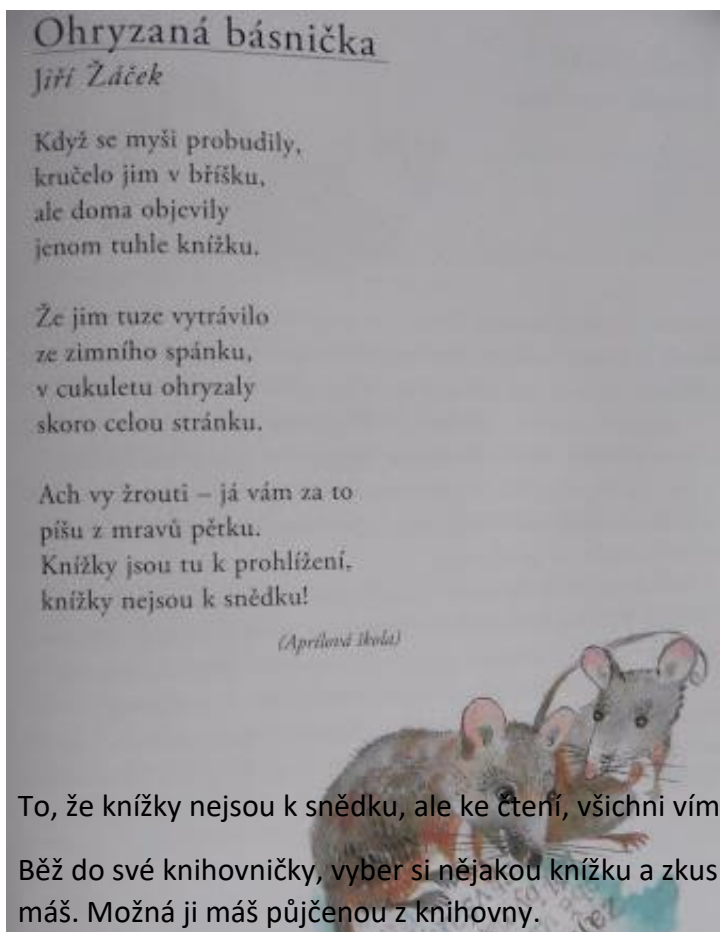 Ohryzaná básnička
Jiří Žáček
Když se myši probudily,
kručelo jim v bříšku,
ale doma objevily
jenom tuhle knížku.
Že jim tuze vytrávilo
ze zimního spánku,
v cukuletu ohryzaly
skoro celou stránku.
Ach vy žrouti – já vám za to
píšu z mravů pětku.
Knížky jsou tu k prohlížení,
knížky nejsou k snědku!
(Aprílová škola)
To, že knížky nejsou k snědku, ale ke čtení, všichni vím
Běž do své knihovničky, vyber si nějakou knížku a zkus
máš. Možná ji máš půjčenou z knihovny.